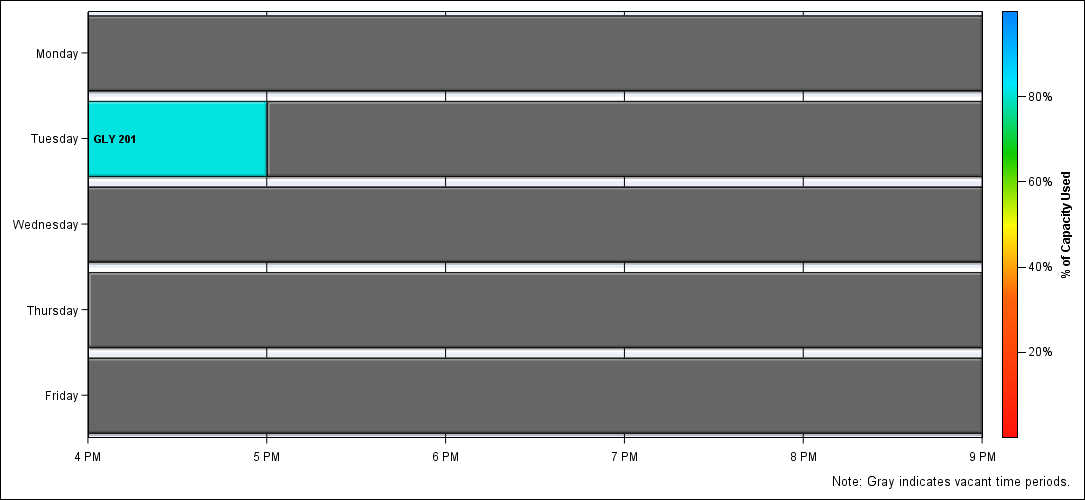 Monday
Tuesday
GLY 201
Wednesday
Thursday
Friday
4 PM
5 PM
6 PM
7 PM
8 PM
9 PM
80%
60%
40%
20%
% of Capacity Used
Note: Gray indicates vacant time periods.